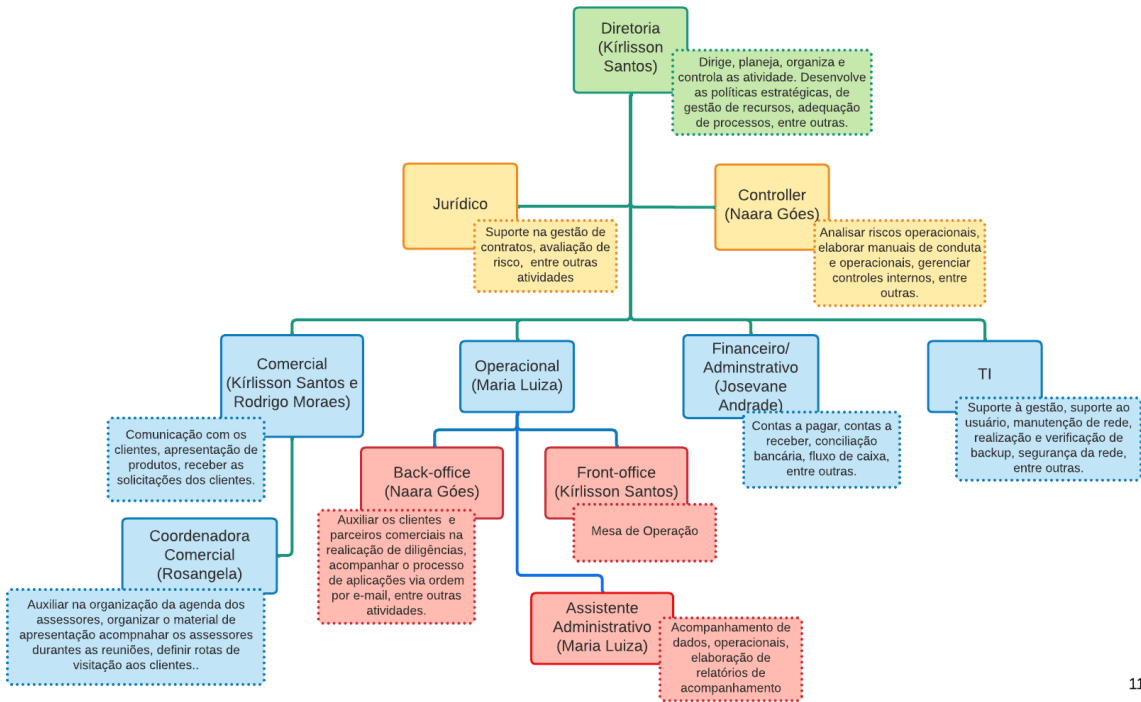 Diretoria
(Kírlisson
Santos)
Dirige, planeja, organiza e
controla as atividade. Desenvolve
as políticas estratégicas, de
gestão de recursos, adequação
de processos, entre outras.
Jurídico
Suporte na gestão de
contratos, avaliação de
risco, entre outras
atividades
Controller
(Naara Góes)
Analisar riscos operacionais,
elaborar manuais de conduta
e operacionais, gerenciar
controles internos, entre
outras.
Comercial
(Kírlisson Santos e
Rodrigo Moraes)
Comunicação com os
clientes, apresentação de
produtos, receber as
solicitações dos clientes.
Operacional
(Maria Luiza)
Financeiro/
Adminstrativo
(Josevane
Andrade)
Contas a pagar, contas a
receber, conciliação
bancária, fluxo de caixa,
entre outras.
TI
Suporte à gestão, suporte ao
usuário, manutenção de rede,
realização e verificação de
backup, segurança da rede,
entre outras.
Back-office
(Naara Góes)
Auxiliar os clientes e
parceiros comerciais na
realicação de diligências,
acompanhar o processo
de aplicações via ordem
por e-mail, entre outras
atividades.
Front-office
(Kírlisson Santos)
Mesa de Operação
Coordenadora
Comercial
(Rosangela)
Auxiliar na organização da agenda dos
assessores, organizar o material de
apresentação acompnahar os assessores
durantes as reuniões, definir rotas de
visitação aos clientes..
Assistente
Administrativo
(Maria Luiza)
Acompanhamento de
dados, operacionais,
elaboração de
relatórios de
acompanhamento
11